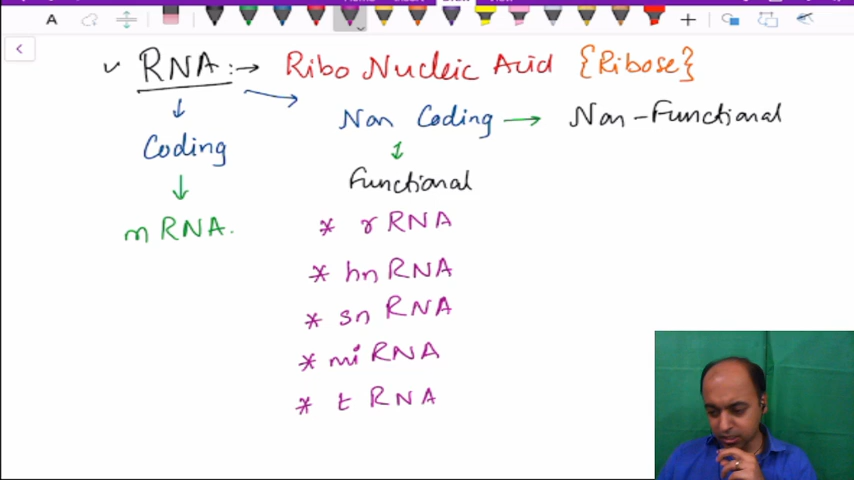 RNA :→ Ribo Nucleic Acid {Ribose}
Non Coding → Non-Functional
Coding
Functional
mRNA.
* rRNA
* hnRNA
* snRNA
* miRNA
* tRNA